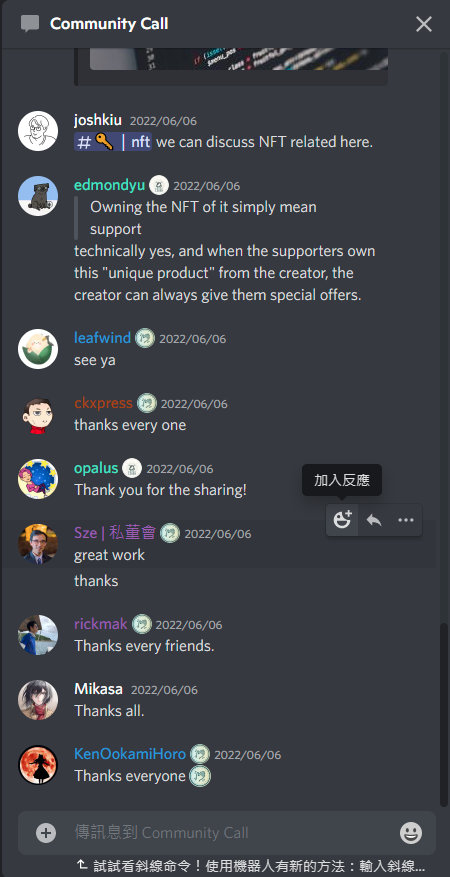 Community Call
30
31
32
33
joshkiu 2022/06/06
# | nft we can discuss NFT related here.
edmondyu 2022/06/06
Owning the NFT of it simply mean
support
technically yes, and when the supporters own
this "unique product" from the creator, the
creator can always give them special offers.
leafwind 2022/06/06
see ya
ckxpress 2022/06/06
thanks every one
opalus 2022/06/06
Thank you for the sharing!
加入反應
Sze | 私董會 2022/06/06
great work
thanks
rickmak 2022/06/06
Thanks every friends.
Mikasa 2022/06/06
Thanks all.
KenOokamiHoro 2022/06/06
Thanks everyone
傳訊息到 Community Call
試試看斜線命令！使用機器人有新的方法：輸入斜線...